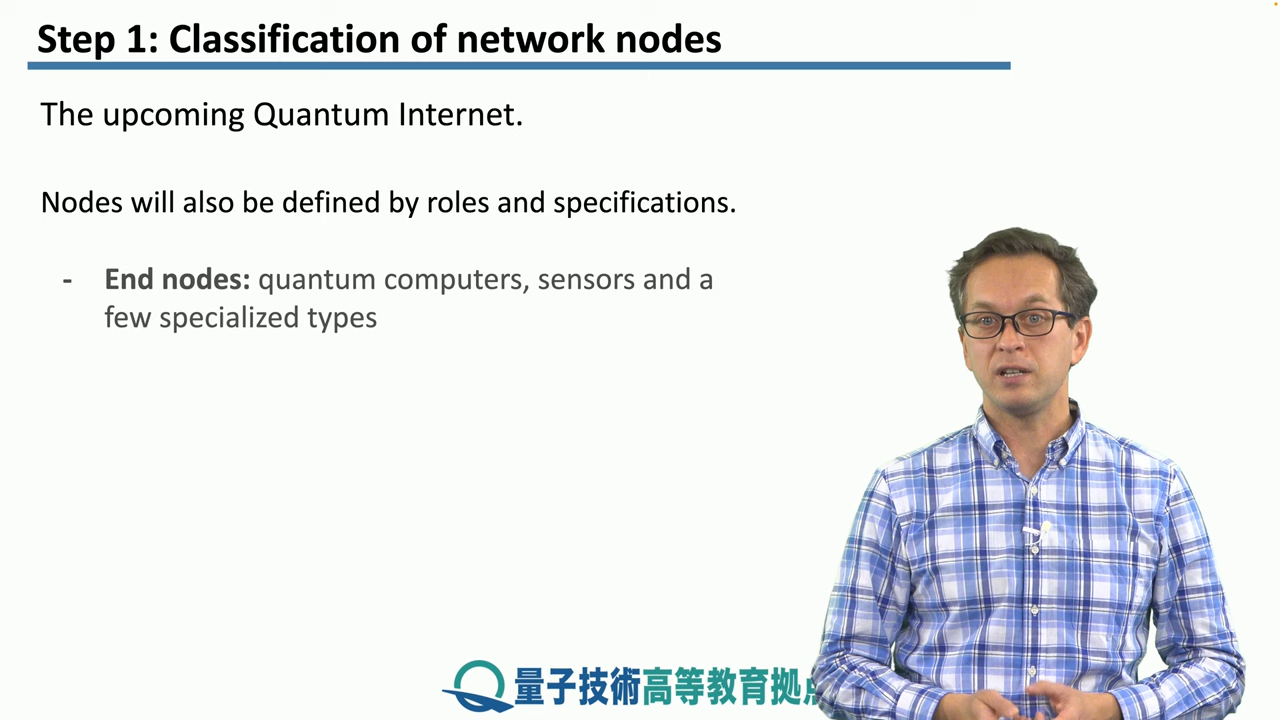 Step 1: Classification of network nodes
The upcoming Quantum Internet.
Nodes will also be defined by roles and specifications.
- End nodes: quantum computers, sensors and a
few specialized types
量子技術高等教育拠点